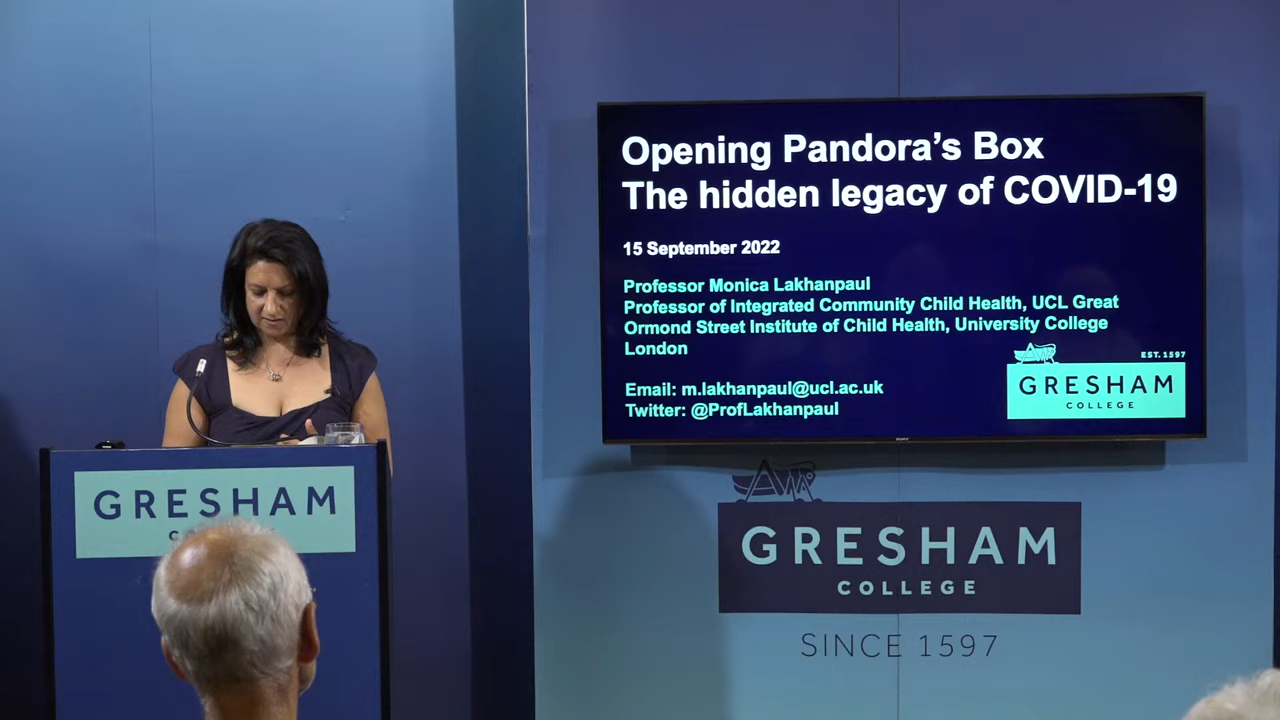 Opening Pandora's Box
The hidden legacy of COVID-19
15 September 2022
Professor Monica Lakhanpaul
Professor of Integrated Community Child Health, UCL Great
Ormond Street Institute of Child Health, University College
London
Email: m.lakhanpaul@ucl.ac.uk
Twitter: @ProfLakhanpaul
EST.1597
GRESHAM
COLLEGE
SONY
GRESHAM
GRESHAM
COLLEGE
SINCE 1597